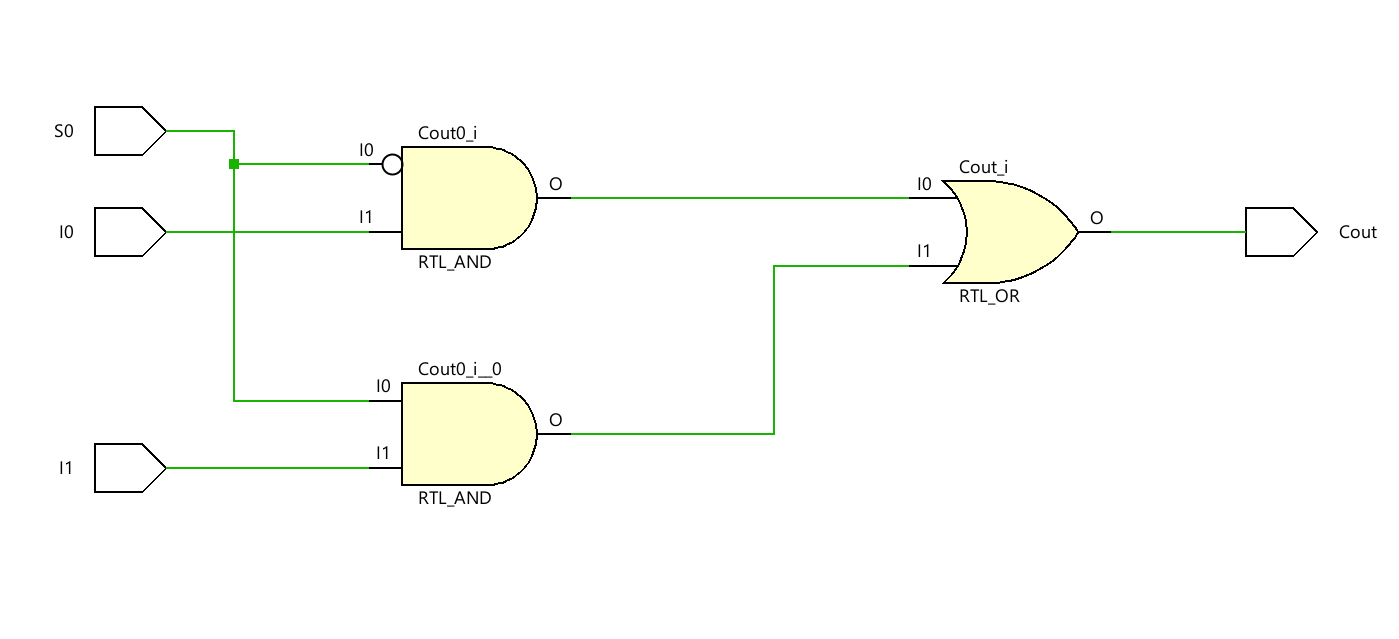 Cout0_i
S0
I0
O
Cout_i
I0
I1
I0
O
Cout
I1
RTL_AND
RTL_OR
Cout0_i__0
I0
O
I1
I1
RTL_AND